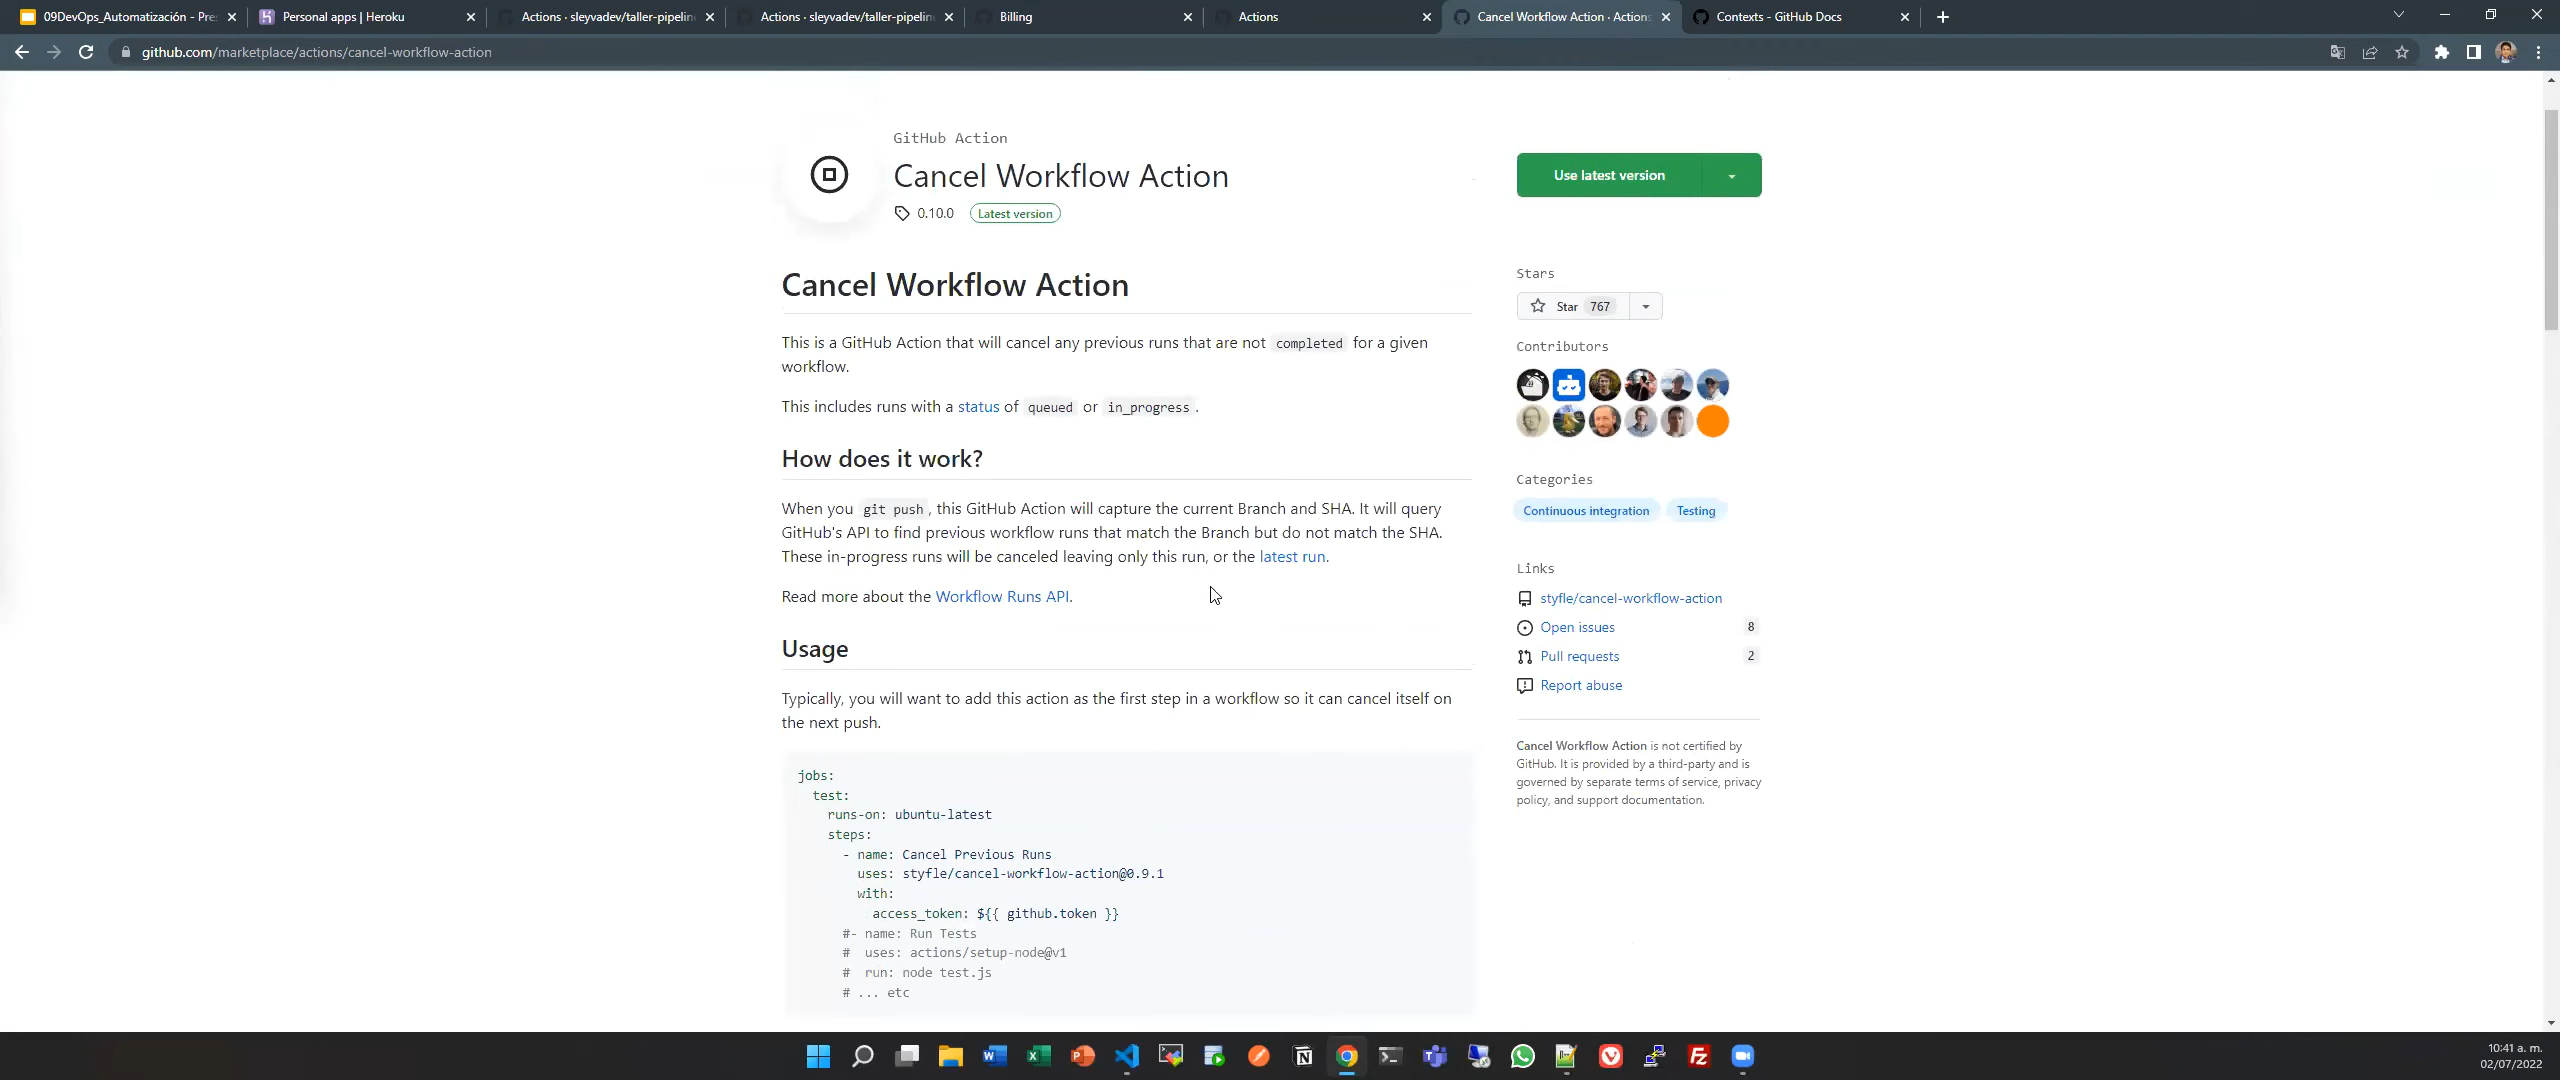 09DevOps_Automatización - Pre
Personal apps | Heroku
Actions · sleyvadev/taller-pipelin
Actions · sleyvadev/taller-pipelin
Billing
Actions
Cancel Workflow Action · Actions
Contexts - GitHub Docs
github.com/marketplace/actions/cancel-workflow-action
GitHub Action
Cancel Workflow Action
0.10.0 Latest version
Use latest version
Cancel Workflow Action
This is a GitHub Action that will cancel any previous runs that are not completed for a given
workflow.
This includes runs with a status of queued or in_progress .
How does it work?
When you git push , this GitHub Action will capture the current Branch and SHA. It will query
GitHub's API to find previous workflow runs that match the Branch but do not match the SHA.
These in-progress runs will be canceled leaving only this run, or the latest run.
Read more about the Workflow Runs API.
Usage
Typically, you will want to add this action as the first step in a workflow so it can cancel itself on
the next push.
jobs:
test:
runs-on: ubuntu-latest
steps:
- name: Cancel Previous Runs
uses: styfle/cancel-workflow-action@0.9.1
with:
access_token: ${{ github.token }}
#- name: Run Tests
# uses: actions/setup-node@v1
# run: node test.js
# ... etc
Stars
Star 767
Contributors
Categories
Continuous integration Testing
Links
styfle/cancel-workflow-action
Open issues 8
Pull requests 2
Report abuse
Cancel Workflow Action is not certified by
GitHub. It is provided by a third-party and is
governed by separate terms of service, privacy
policy, and support documentation.
10:41 a. m.
02/07/2022